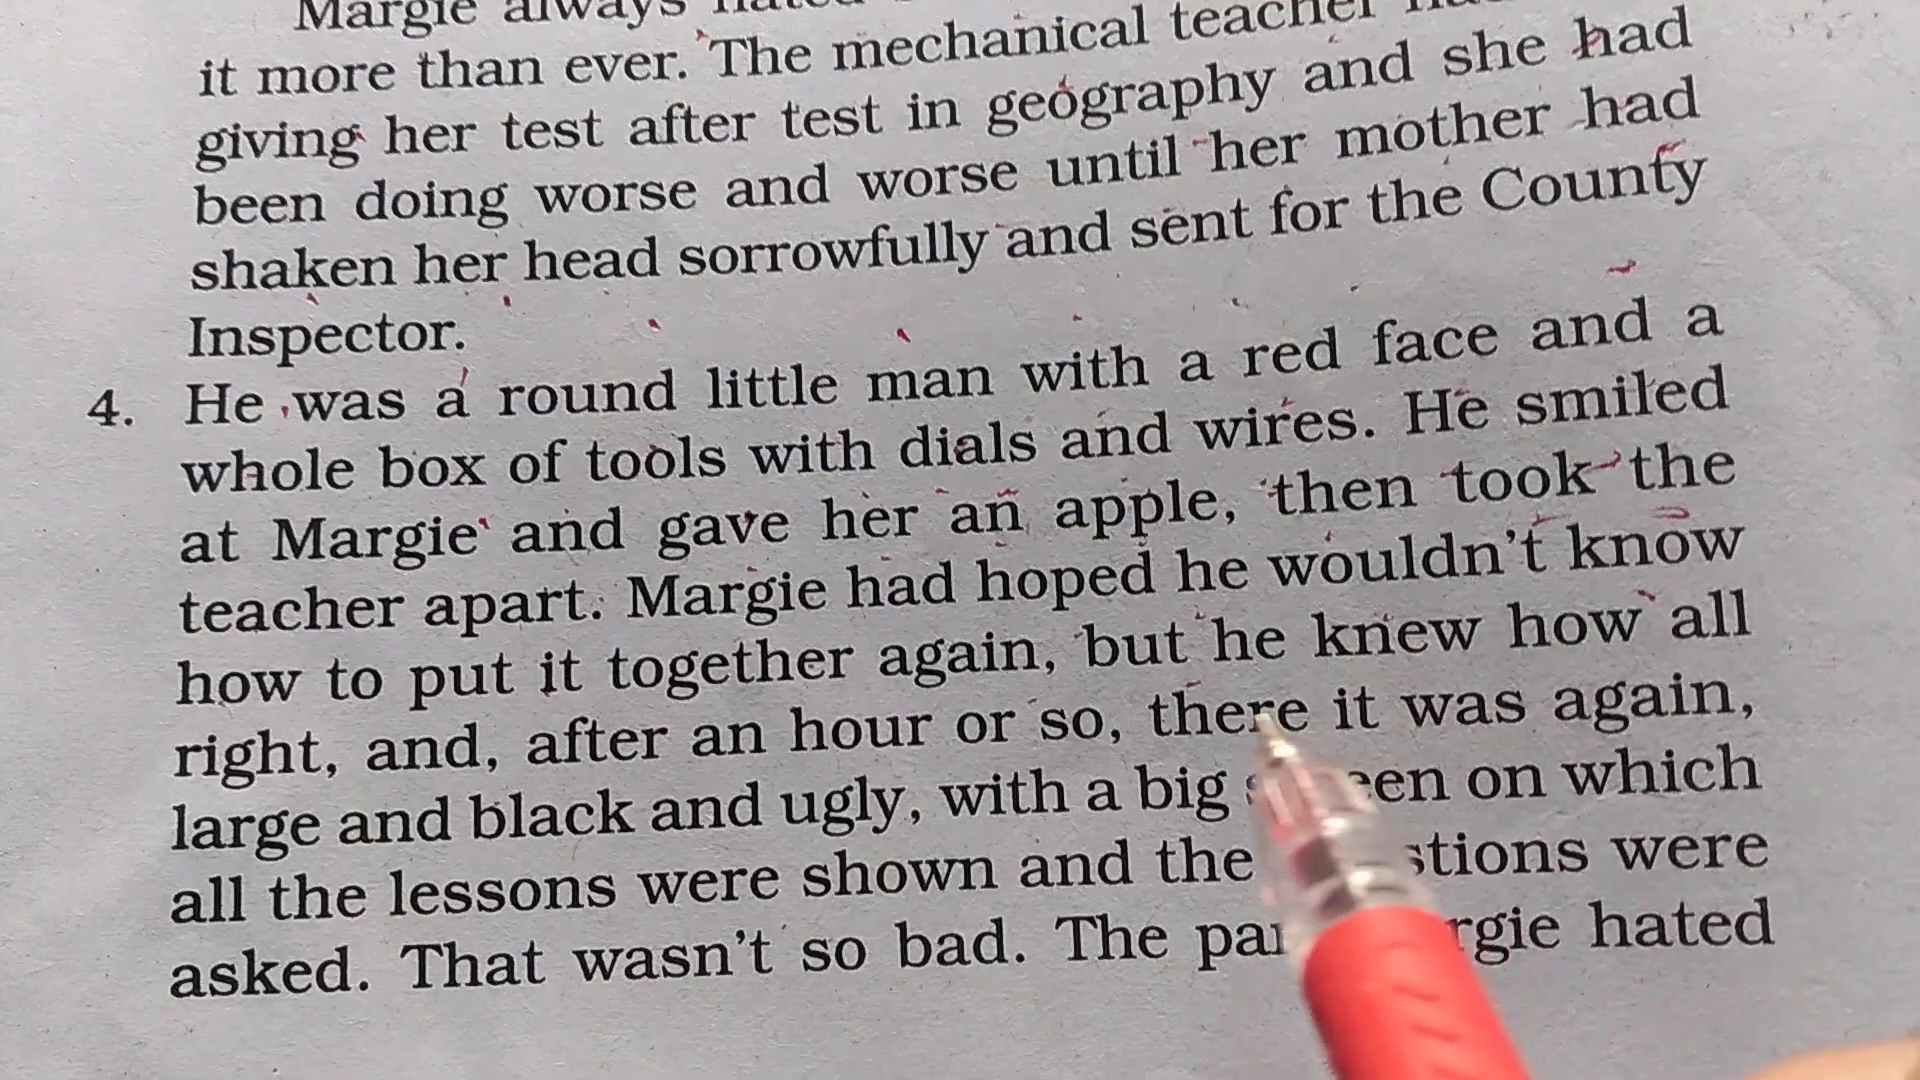 Margie always hated
it more than ever. The mechanical teacher
giving her test after test in geography and she had
been doing worse and worse until her mother had
shaken her head sorrowfully and sent for the County
Inspector.
4. He was a round little man with a red face and a
whole box of tools with dials and wires. He smiled
at Margie and gave her an apple, then took the
teacher apart. Margie had hoped he wouldn't know
how to put it together again, but he knew how all
right, and, after an hour or so, there it was again,
large and black and ugly, with a big on which
all the lessons were shown and the were
asked. That wasn't so bad. The hated